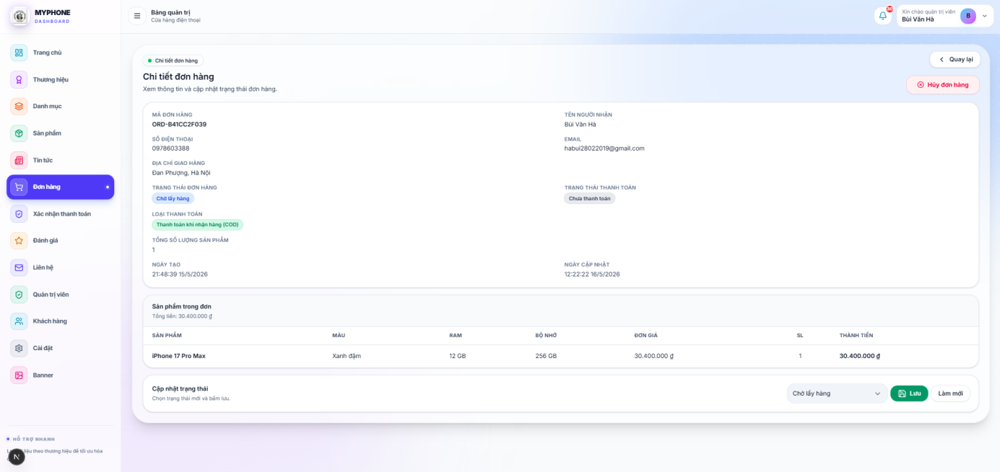 MYPHONE
DASHBOARD
Bảng quản trị
Cửa hàng điện thoại
30
Xin chào quản trị viên
Bùi Văn Hà
B
Trang chủ
Thương hiệu
Danh mục
Sản phẩm
Tin tức
Đơn hàng
Xác nhận thanh toán
Đánh giá
Liên hệ
Quản trị viên
Khách hàng
Cài đặt
Banner
HỖ TRỢ NHANH
liệu theo thương hiệu để tối ưu hóa
N
Chi tiết đơn hàng
Quay lại
Chi tiết đơn hàng
Xem thông tin và cập nhật trạng thái đơn hàng.
Hủy đơn hàng
MÃ ĐƠN HÀNG
ORD-B41CC2F039
TÊN NGƯỜI NHẬN
Bùi Văn Hà
SỐ ĐIỆN THOẠI
0978603388
EMAIL
habui28022019@gmail.com
ĐỊA CHỈ GIAO HÀNG
Đan Phượng, Hà Nội
TRẠNG THÁI ĐƠN HÀNG
Chờ lấy hàng
TRẠNG THÁI THANH TOÁN
Chưa thanh toán
LOẠI THANH TOÁN
Thanh toán khi nhận hàng (COD)
TỔNG SỐ LƯỢNG SẢN PHẨM
1
NGÀY TẠO
21:48:39 15/5/2026
NGÀY CẬP NHẬT
12:22:22 16/5/2026
Sản phẩm trong đơn
Tổng tiền: 30.400.000 ₫
SẢN PHẨM MÀU RAM BỘ NHỚ ĐƠN GIÁ SL THÀNH TIỀN
iPhone 17 Pro Max Xanh đậm 12 GB 256 GB 30.400.000 ₫ 1 30.400.000 ₫
Cập nhật trạng thái
Chọn trạng thái mới và bấm lưu.
Chờ lấy hàng
Lưu
Làm mới